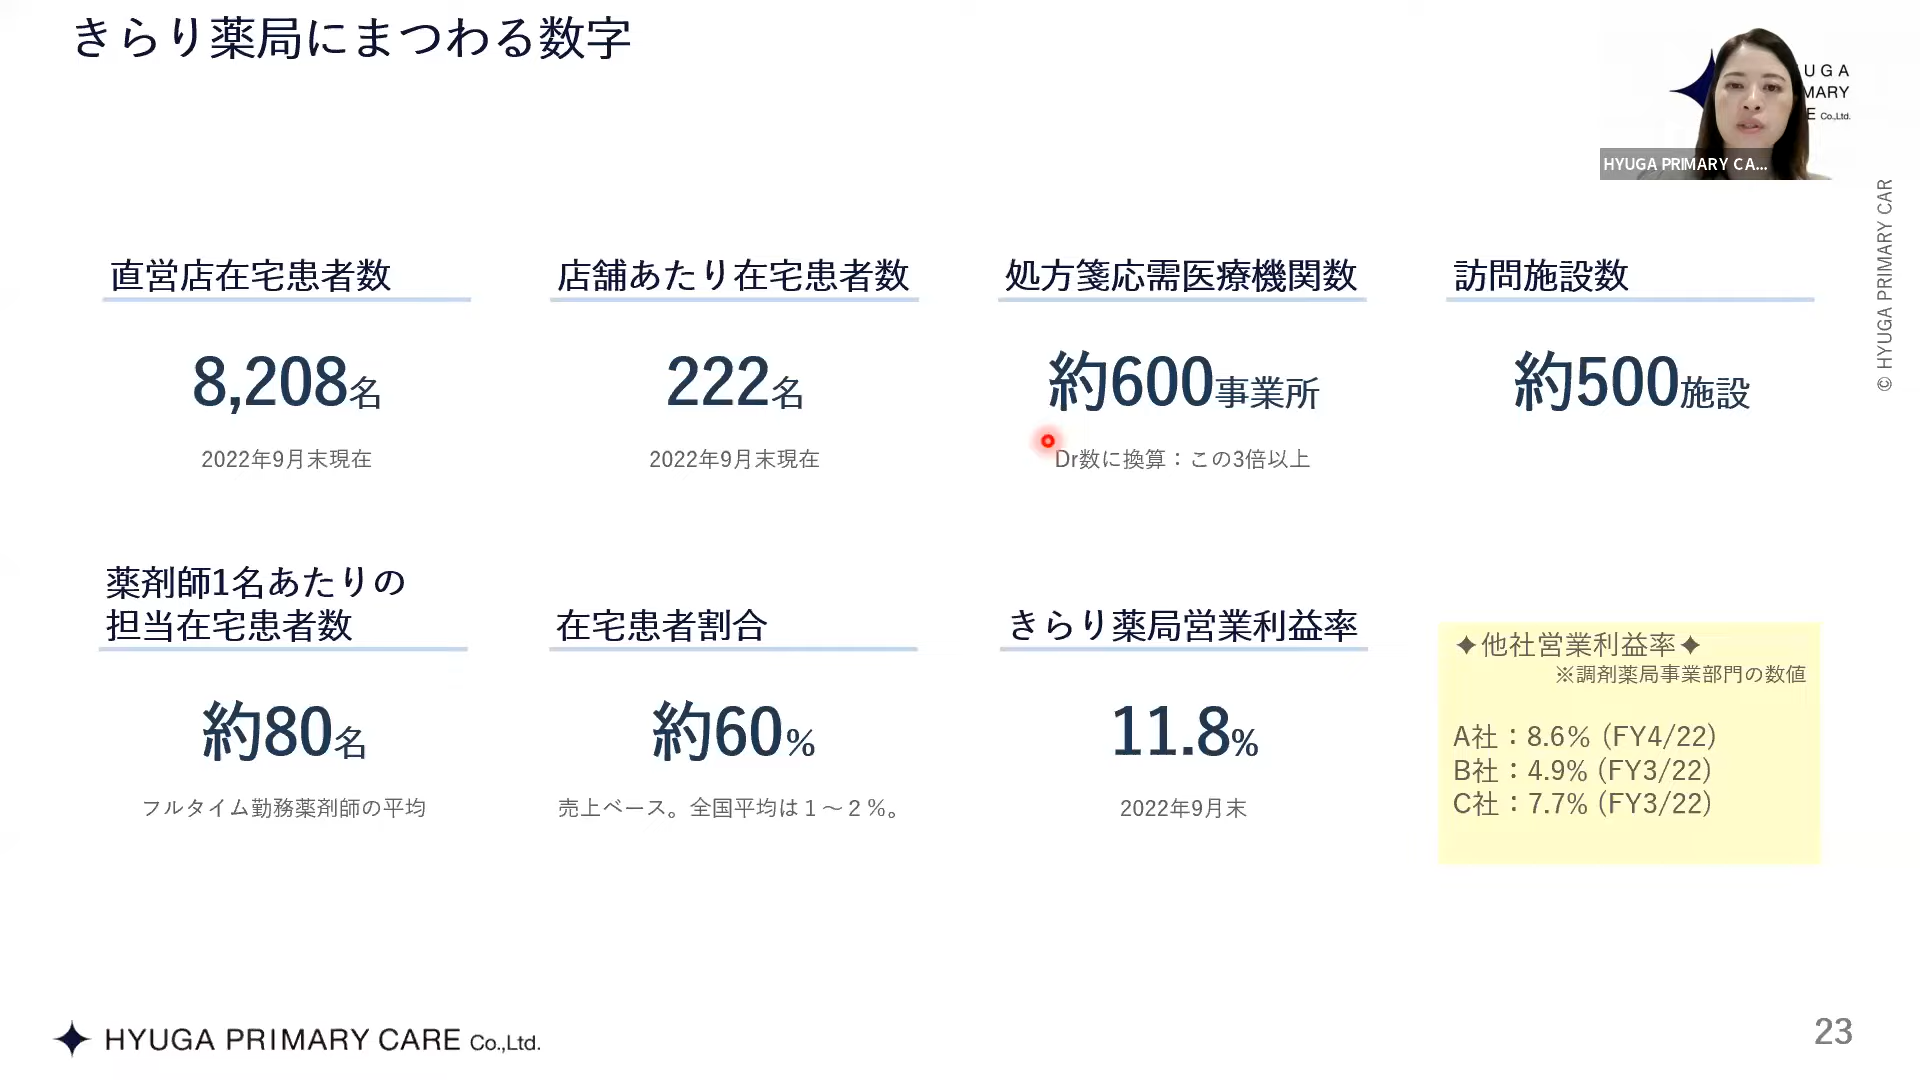 きらり薬局にまつわる数字
UGA
MARY
E Co.,Ltd.
HYUGA PRIMARY CA...
© HYUGA PRIMARY CAR
直営店在宅患者数
8,208名
2022年9月末現在
店舗あたり在宅患者数
222名
2022年9月末現在
処方箋応需医療機関数
約600事業所
Dr数に換算：この3倍以上
訪問施設数
約500施設
薬剤師1名あたりの
担当在宅患者数
約80名
フルタイム勤務薬剤師の平均
在宅患者割合
約60%
売上ベース。全国平均は１～２％。
きらり薬局営業利益率
11.8%
2022年9月末
✦他社営業利益率✦
※調剤薬局事業部門の数値
A社：8.6% (FY4/22)
B社：4.9% (FY3/22)
C社：7.7% (FY3/22)
HYUGA PRIMARY CARE Co.,Ltd.
23